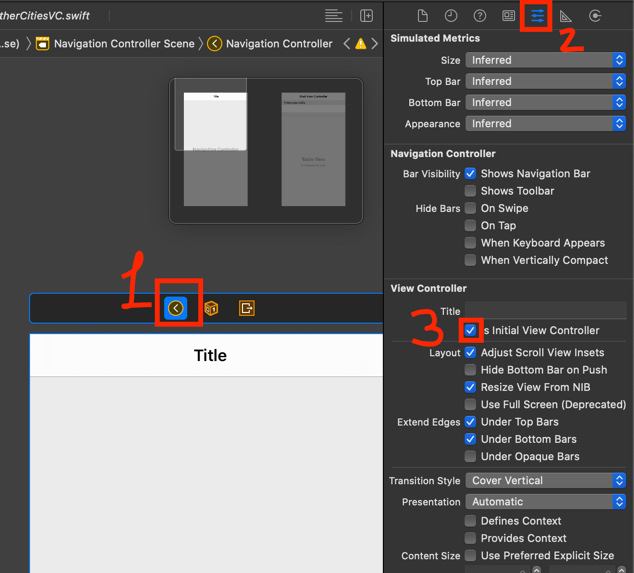 therCitiesVC.swift
...se) Navigation Controller Scene Navigation Controller
Title
1
Title
2
Simulated Metrics
Size Inferred
Top Bar Inferred
Bottom Bar Inferred
Appearance Inferred
Navigation Controller
Bar Visibility Shows Navigation Bar
Shows Toolbar
Hide Bars On Swipe
On Tap
When Keyboard Appears
When Vertically Compact
View Controller
Title
3 s Initial View Controller
Layout Adjust Scroll View Insets
Hide Bottom Bar on Push
Resize View From NIB
Use Full Screen (Deprecated)
Extend Edges Under Top Bars
Under Bottom Bars
Under Opaque Bars
Transition Style Cover Vertical
Presentation Automatic
Defines Context
Provides Context
Content Size Use Preferred Explicit Size